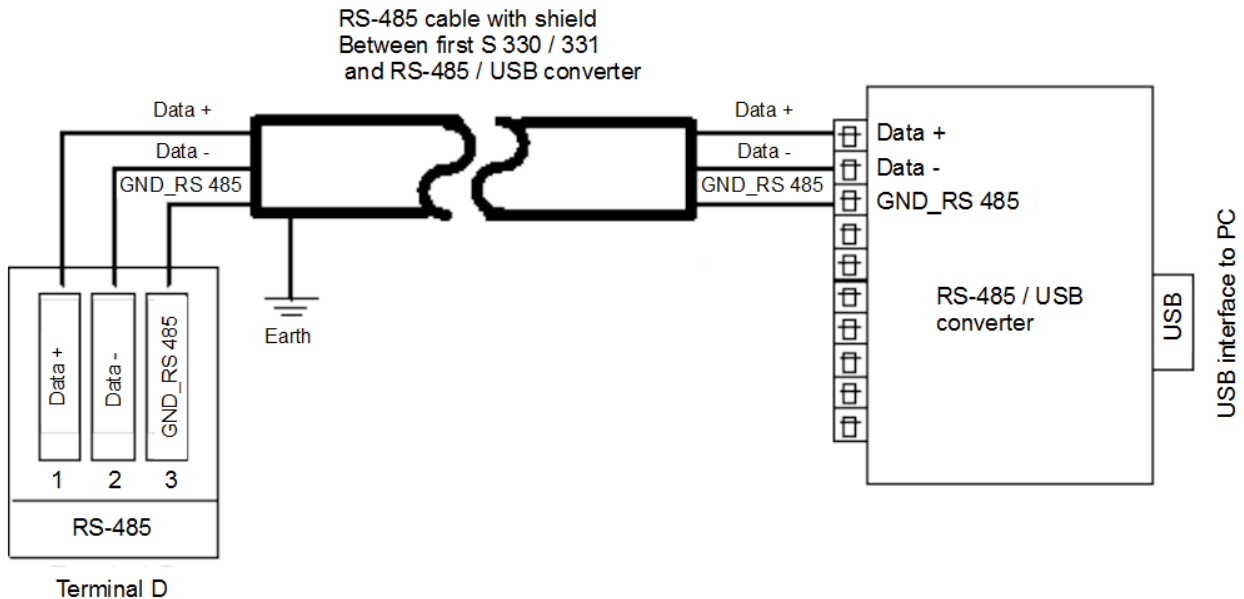 RS-485 cable with shield
Between first S 330 / 331
and RS-485 / USB converter
Data +
Data -
GND_RS 485
Data +
Data -
GND_RS 485
Data +
Data -
GND_RS 485
RS-485 / USB
converter
USB
USB interface to PC
Earth
Data +
Data -
GND_RS 485
1 2 3
RS-485
Terminal D